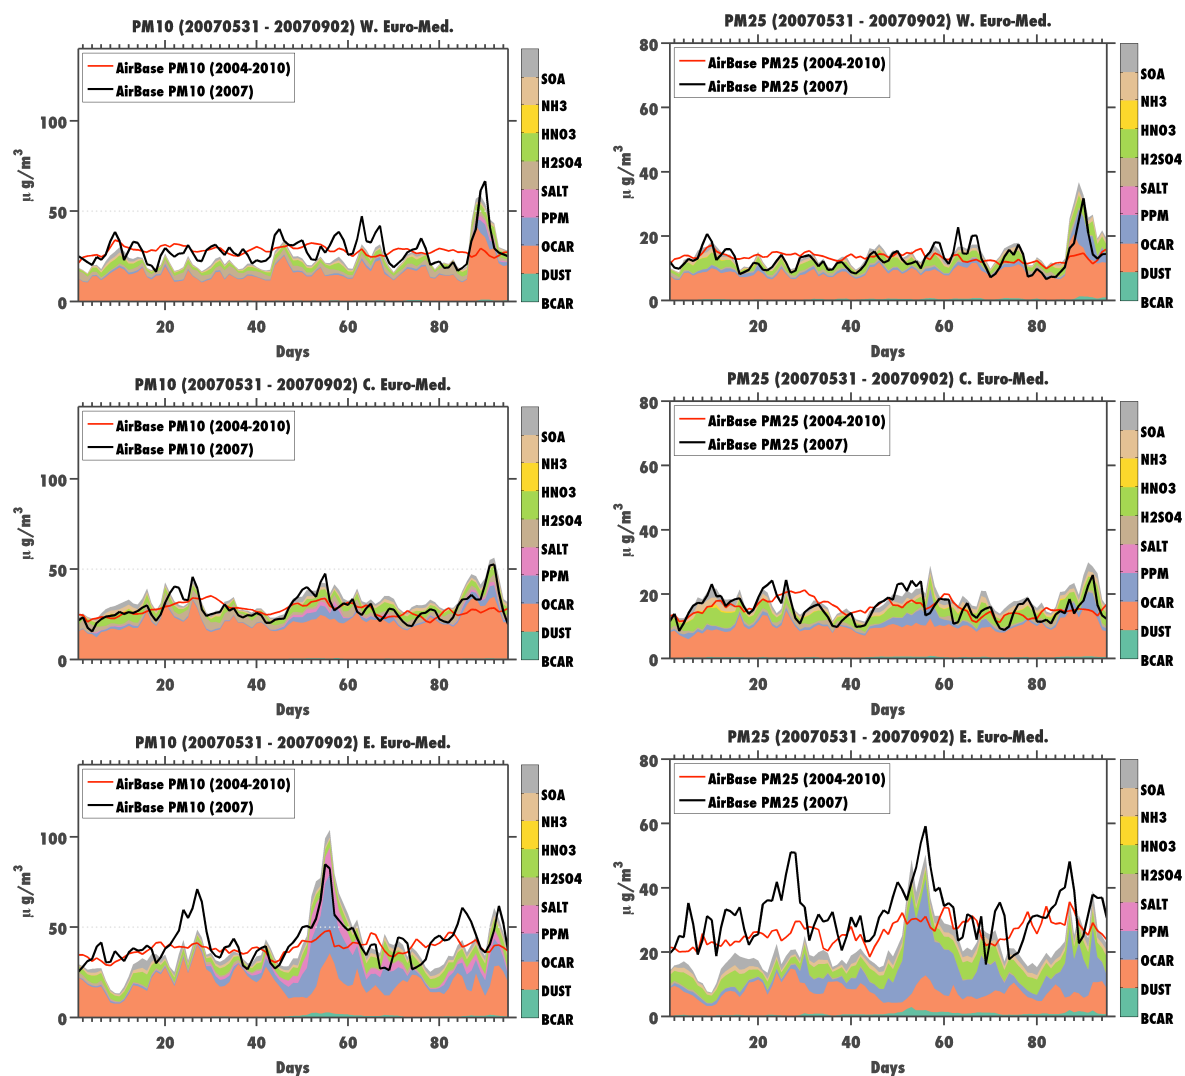 PM10 (20070531 - 20070902) W. Euro-Med.
AirBase PM10 (2004-2010)
AirBase PM10 (2007)
μ g/m³
100
50
0
20 40 60 80
Days
SOA
NH3
HNO3
H2SO4
SALT
PPM
OCAR
DUST
BCAR
PM25 (20070531 - 20070902) W. Euro-Med.
AirBase PM25 (2004-2010)
AirBase PM25 (2007)
μ g/m³
80
60
40
20
0
20 40 60 80
Days
SOA
NH3
HNO3
H2SO4
SALT
PPM
OCAR
DUST
BCAR
PM10 (20070531 - 20070902) C. Euro-Med.
AirBase PM10 (2004-2010)
AirBase PM10 (2007)
μ g/m³
100
50
0
20 40 60 80
Days
SOA
NH3
HNO3
H2SO4
SALT
PPM
OCAR
DUST
BCAR
PM25 (20070531 - 20070902) C. Euro-Med.
AirBase PM25 (2004-2010)
AirBase PM25 (2007)
μ g/m³
80
60
40
20
0
20 40 60 80
Days
SOA
NH3
HNO3
H2SO4
SALT
PPM
OCAR
DUST
BCAR
PM10 (20070531 - 20070902) E. Euro-Med.
AirBase PM10 (2004-2010)
AirBase PM10 (2007)
μ g/m³
100
50
0
20 40 60 80
Days
SOA
NH3
HNO3
H2SO4
SALT
PPM
OCAR
DUST
BCAR
PM25 (20070531 - 20070902) E. Euro-Med.
AirBase PM25 (2004-2010)
AirBase PM25 (2007)
μ g/m³
80
60
40
20
0
20 40 60 80
Days
SOA
NH3
HNO3
H2SO4
SALT
PPM
OCAR
DUST
BCAR